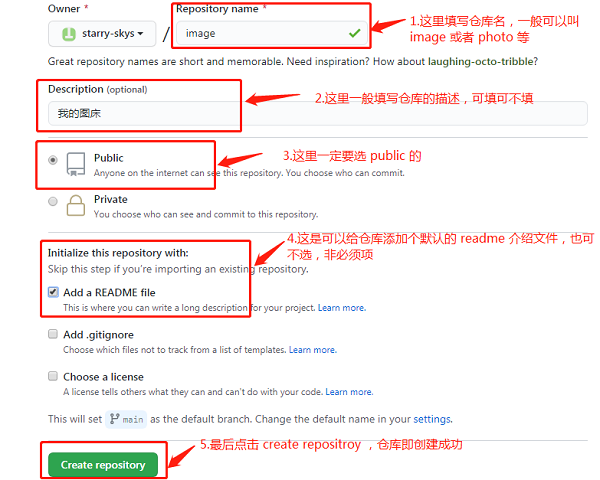 Owner * Repository name *
starry-skys / image
1.这里填写仓库名，一般可以叫
image 或者 photo 等
Great repository names are short and memorable. Need inspiration? How about laughing-octo-tribble?
Description (optional)
2.这里一般填写仓库的描述，可填可不填
我的图床
3.这里一定要选 public 的
Public
Anyone on the internet can see this repository. You choose who can commit.
Private
You choose who can see and commit to this repository.
4.这是可以给仓库添加个默认的 readme 介绍文件，也可
不选，非必须项
Initialize this repository with:
Skip this step if you're importing an existing repository.
Add a README file
This is where you can write a long description for your project. Learn more.
Add .gitignore
Choose which files not to track from a list of templates. Learn more.
Choose a license
A license tells others what they can and can't do with your code. Learn more.
This will set main as the default branch. Change the default name in your settings.
5.最后点击 create repositroy ，仓库即创建成功
Create repository